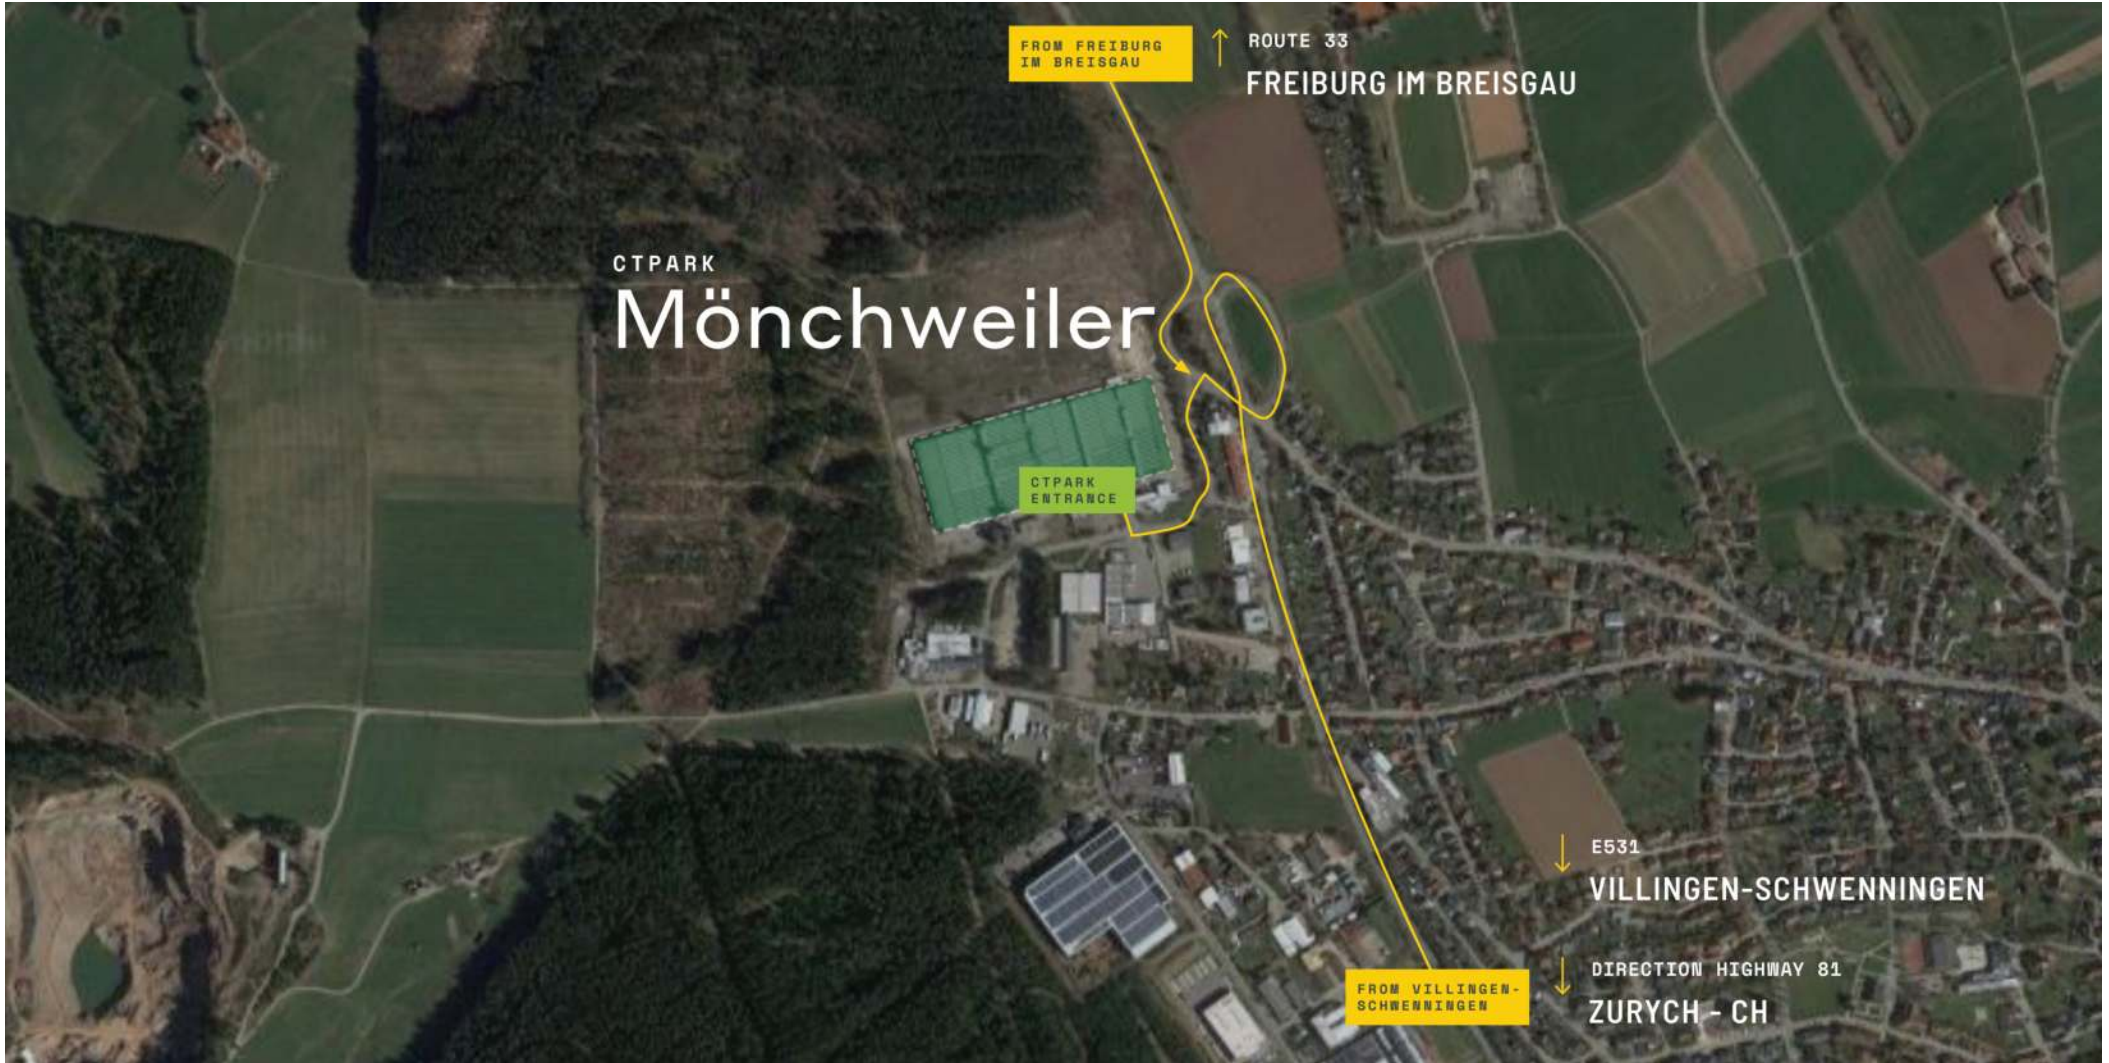 FROM FREIBURG
IM BREISGAU
ROUTE 33
FREIBURG IM BREISGAU
CTPARK
Mönchweiler
CTPARK
ENTRANCE
E531
VILLINGEN-SCHWENNINGEN
FROM VILLINGEN-
SCHWENNINGEN
DIRECTION HIGHWAY 81
ZURYCH - CH